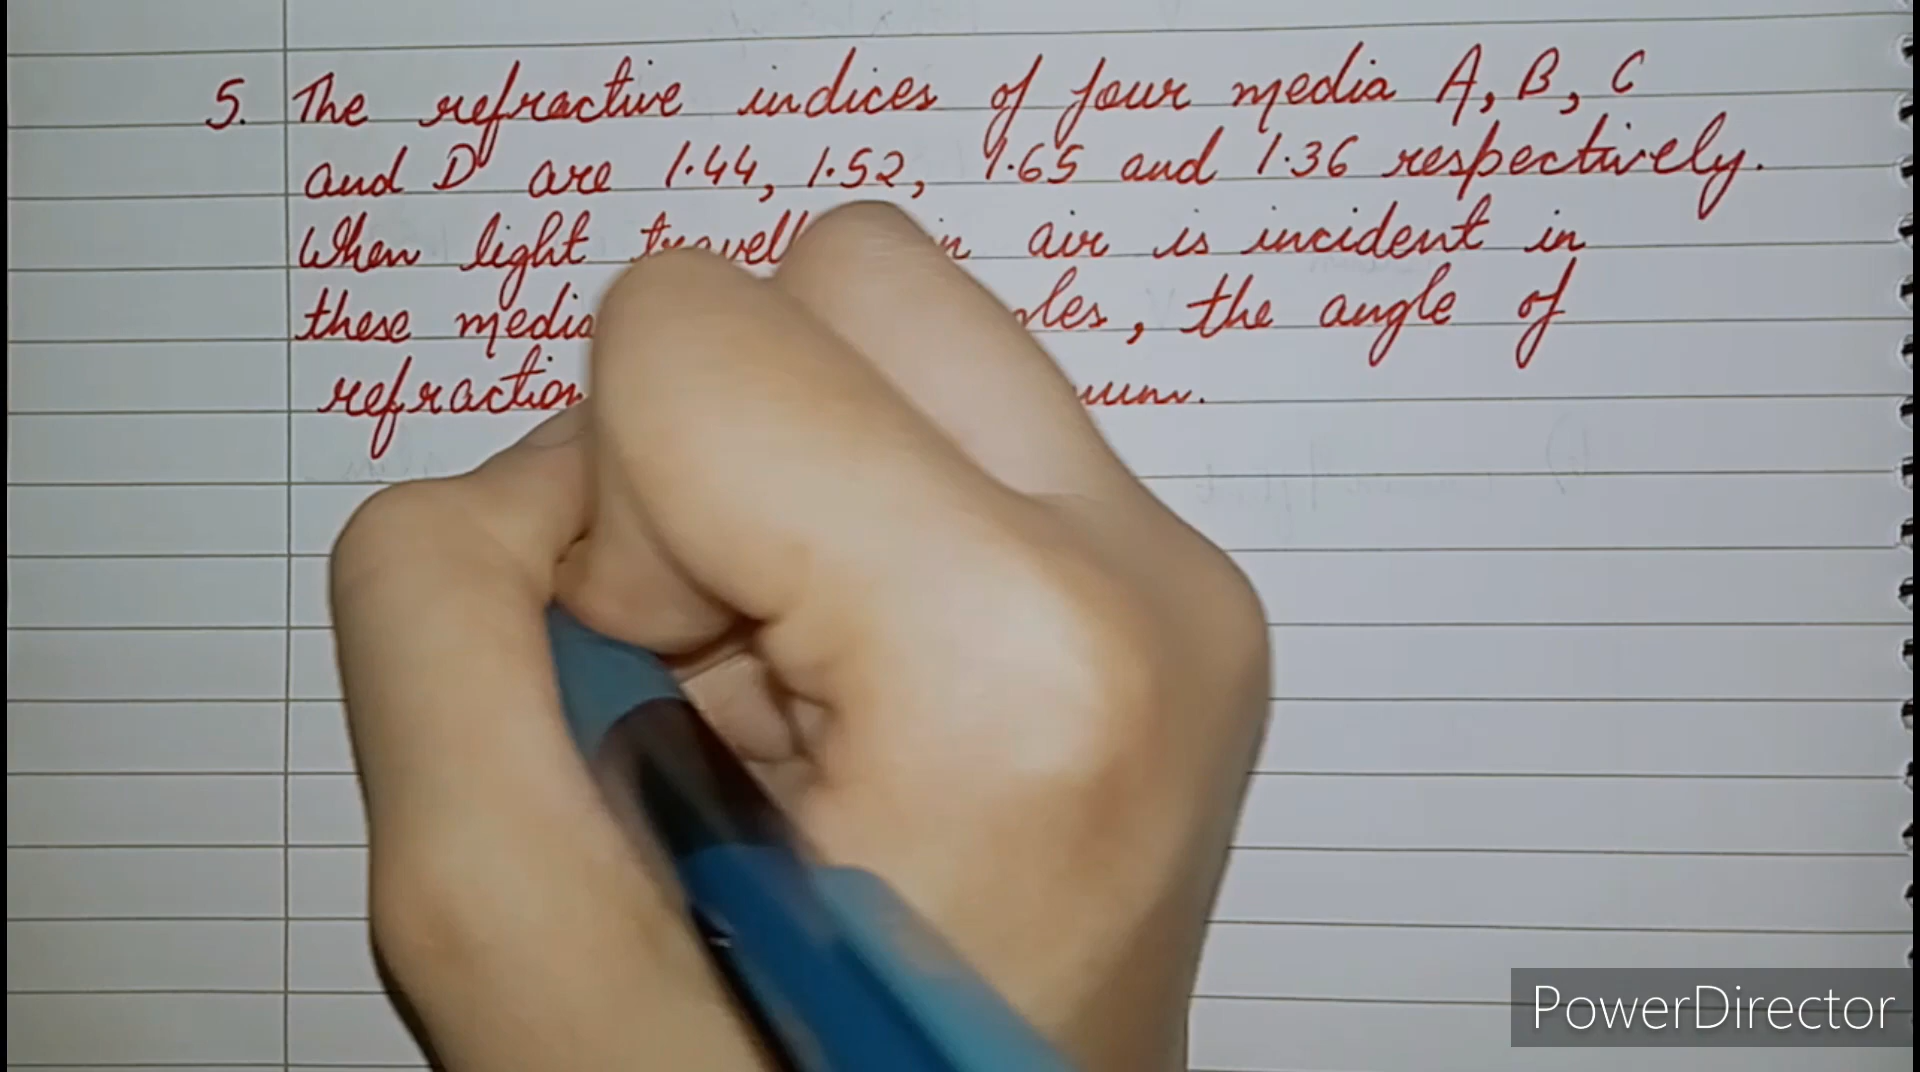 5. The refractive indices of four media A, B, C
and D are 1.44, 1.52, 1.65 and 1.36 respectively.
When light in air is incident in
these , the angle of
refraction
PowerDirector